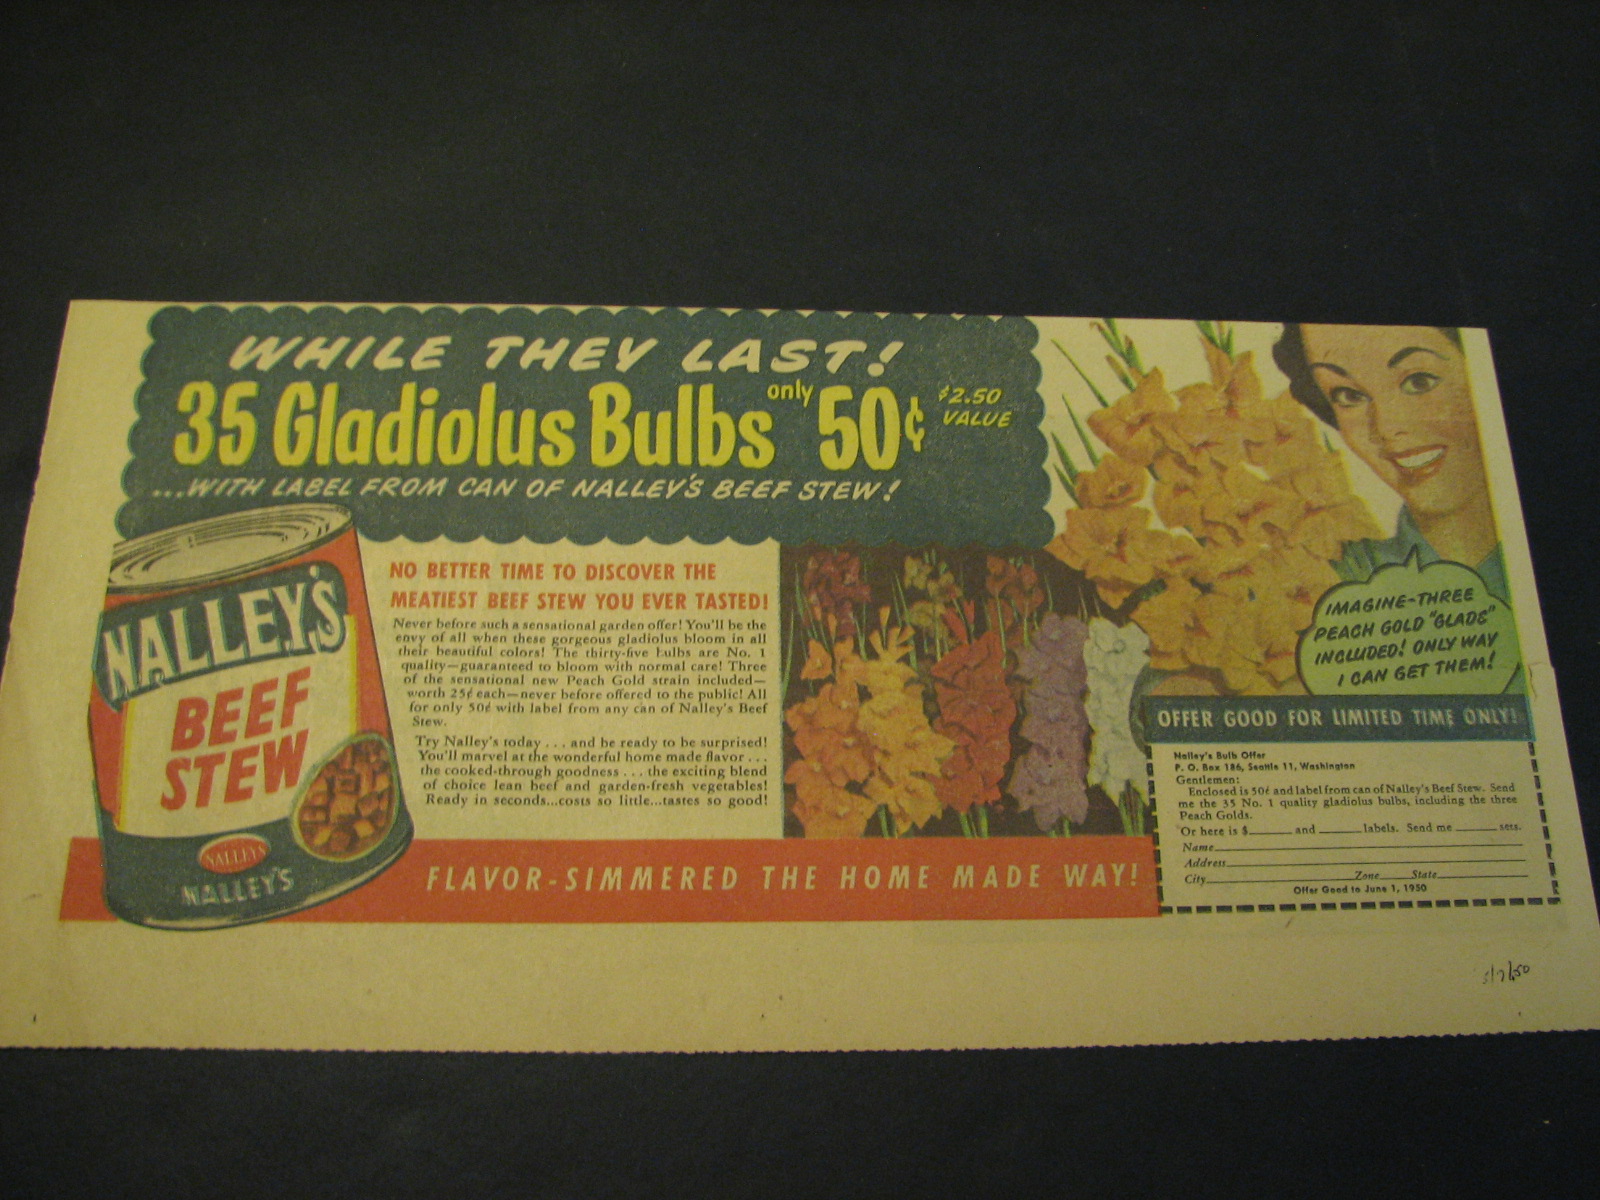 WHILE THEY LAST!
35 Gladiolus Bulbs only 50¢ $2.50 VALUE
...WITH LABEL FROM CAN OF NALLEY'S BEEF STEW!
NALLEY'S
BEEF
STEW
NALLEY'S
NALLEY'S
NO BETTER TIME TO DISCOVER THE
MEATIEST BEEF STEW YOU EVER TASTED!
Never before such a sensational garden offer! You'll be the
envy of all when these gorgeous gladiolus bloom in all
their beautiful colors! The thirty-five bulbs are No. 1
quality—guaranteed to bloom with normal care! Three
of the sensational new Peach Gold strain included—
worth 25¢ each—never before offered to the public! All
for only 50¢ with label from any can of Nalley's Beef
Stew.
Try Nalley's today . . . and be ready to be surprised!
You'll marvel at the wonderful home made flavor . . .
the cooked-through goodness . . . the exciting blend
of choice lean beef and garden-fresh vegetables!
Ready in seconds...costs so little...tastes so good!
FLAVOR-SIMMERED THE HOME MADE WAY!
IMAGINE-THREE
PEACH GOLD "GLADS"
INCLUDED! ONLY WAY
I CAN GET THEM!
OFFER GOOD FOR LIMITED TIME ONLY!
Nalley's Bulb Offer
P. O. Box 186, Seattle 11, Washington
Gentlemen:
Enclosed is 50¢ and label from can of Nalley's Beef Stew. Send
me the 35 No. 1 quality gladiolus bulbs, including the three
Peach Golds.
Or here is $______ and ______ labels. Send me ______ sets.
Name
Address
City Zone State
Offer Good to June 1, 1950